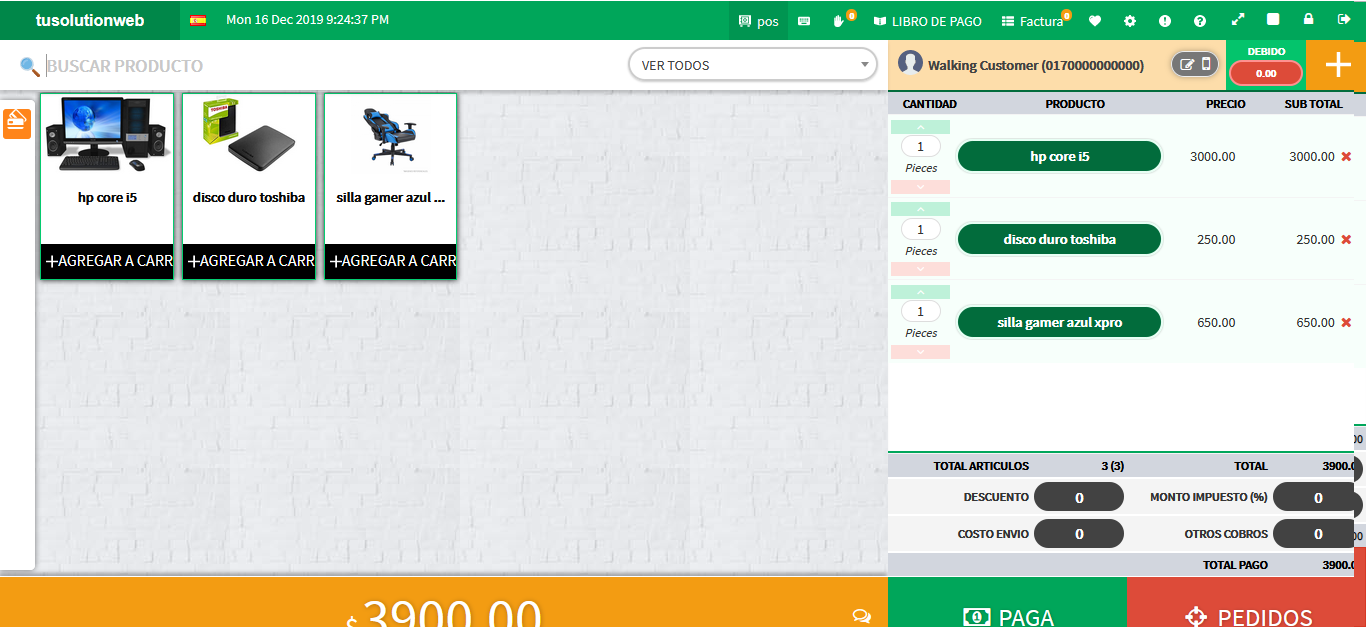 tusolutionweb
Mon 16 Dec 2019 9:24:37 PM
pos
0
LIBRO DE PAGO
Factura
0
BUSCAR PRODUCTO
VER TODOS
Walking Customer (0170000000000)
DEBIDO
0.00
hp core i5
AGREGAR A CARR
disco duro toshiba
AGREGAR A CARR
silla gamer azul ...
AGREGAR A CARR
CANTIDAD PRODUCTO PRECIO SUB TOTAL
1 Pieces hp core i5 3000.00 3000.00
1 Pieces disco duro toshiba 250.00 250.00
1 Pieces silla gamer azul xpro 650.00 650.00
TOTAL ARTICULOS 3 (3) TOTAL 3900.0
DESCUENTO 0 MONTO IMPUESTO (%) 0
COSTO ENVIO 0 OTROS COBROS 0
TOTAL PAGO 3900.0
$3900.00
PAGA
PEDIDOS